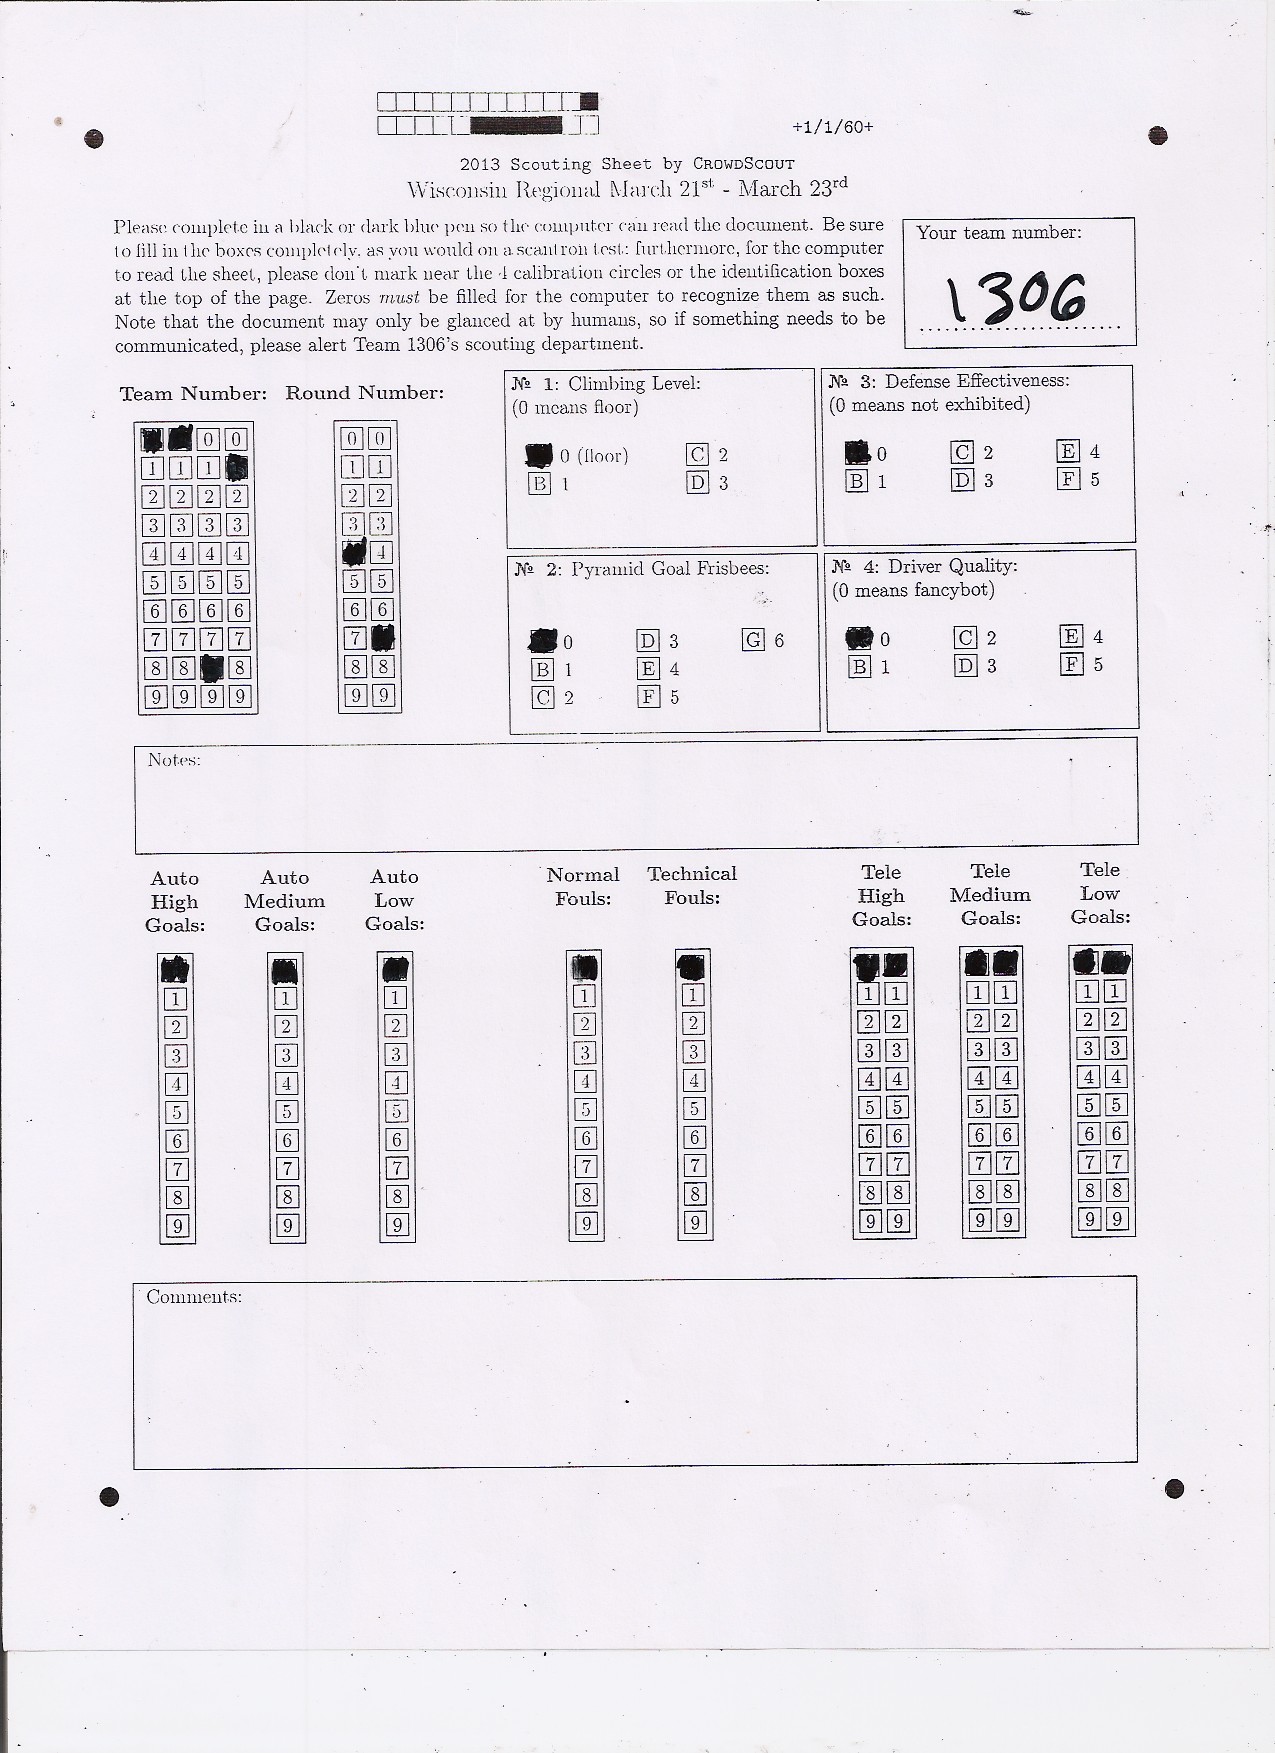 +1/1/60+
2013 Scouting Sheet by CrowdScout
Wisconsin Regional March 21st - March 23rd
Please complete in a black or dark blue pen so the computer can read the document. Be sure
to fill in the boxes completely, as you would on a scantron test; furthermore, for the computer
to read the sheet, please don't mark near the 4 calibration circles or the identification boxes
at the top of the page. Zeros must be filled for the computer to recognize them as such.
Note that the document may only be glanced at by humans, so if something needs to be
communicated, please alert Team 1306's scouting department.
Your team number:
1306
Team Number: Round Number:
0 0 0 0
1 1 1 1 1
2 2 2 2 2 2
3 3 3 3 3 3
4 4 4 4 4
5 5 5 5 5 5
6 6 6 6 6 6
7 7 7 7 7
8 8 8 8 8
9 9 9 9 9 9
№ 1: Climbing Level:
(0 means floor)
0 (floor) C 2
B 1 D 3
№ 3: Defense Effectiveness:
(0 means not exhibited)
0 C 2 E 4
B 1 D 3 F 5
№ 2: Pyramid Goal Frisbees:
0 D 3 G 6
B 1 E 4
C 2 F 5
№ 4: Driver Quality:
(0 means fancybot)
0 C 2 E 4
B 1 D 3 F 5
Notes:
Auto High Goals:
Auto Medium Goals:
Auto Low Goals:
Normal Fouls:
Technical Fouls:
Tele High Goals:
Tele Medium Goals:
Tele Low Goals:
1 1 1 1 1 1 1 1 1 1 1
2 2 2 2 2 2 2 2 2 2 2
3 3 3 3 3 3 3 3 3 3 3
4 4 4 4 4 4 4 4 4 4 4
5 5 5 5 5 5 5 5 5 5 5
6 6 6 6 6 6 6 6 6 6 6
7 7 7 7 7 7 7 7 7 7 7
8 8 8 8 8 8 8 8 8 8 8
9 9 9 9 9 9 9 9 9 9 9
Comments: